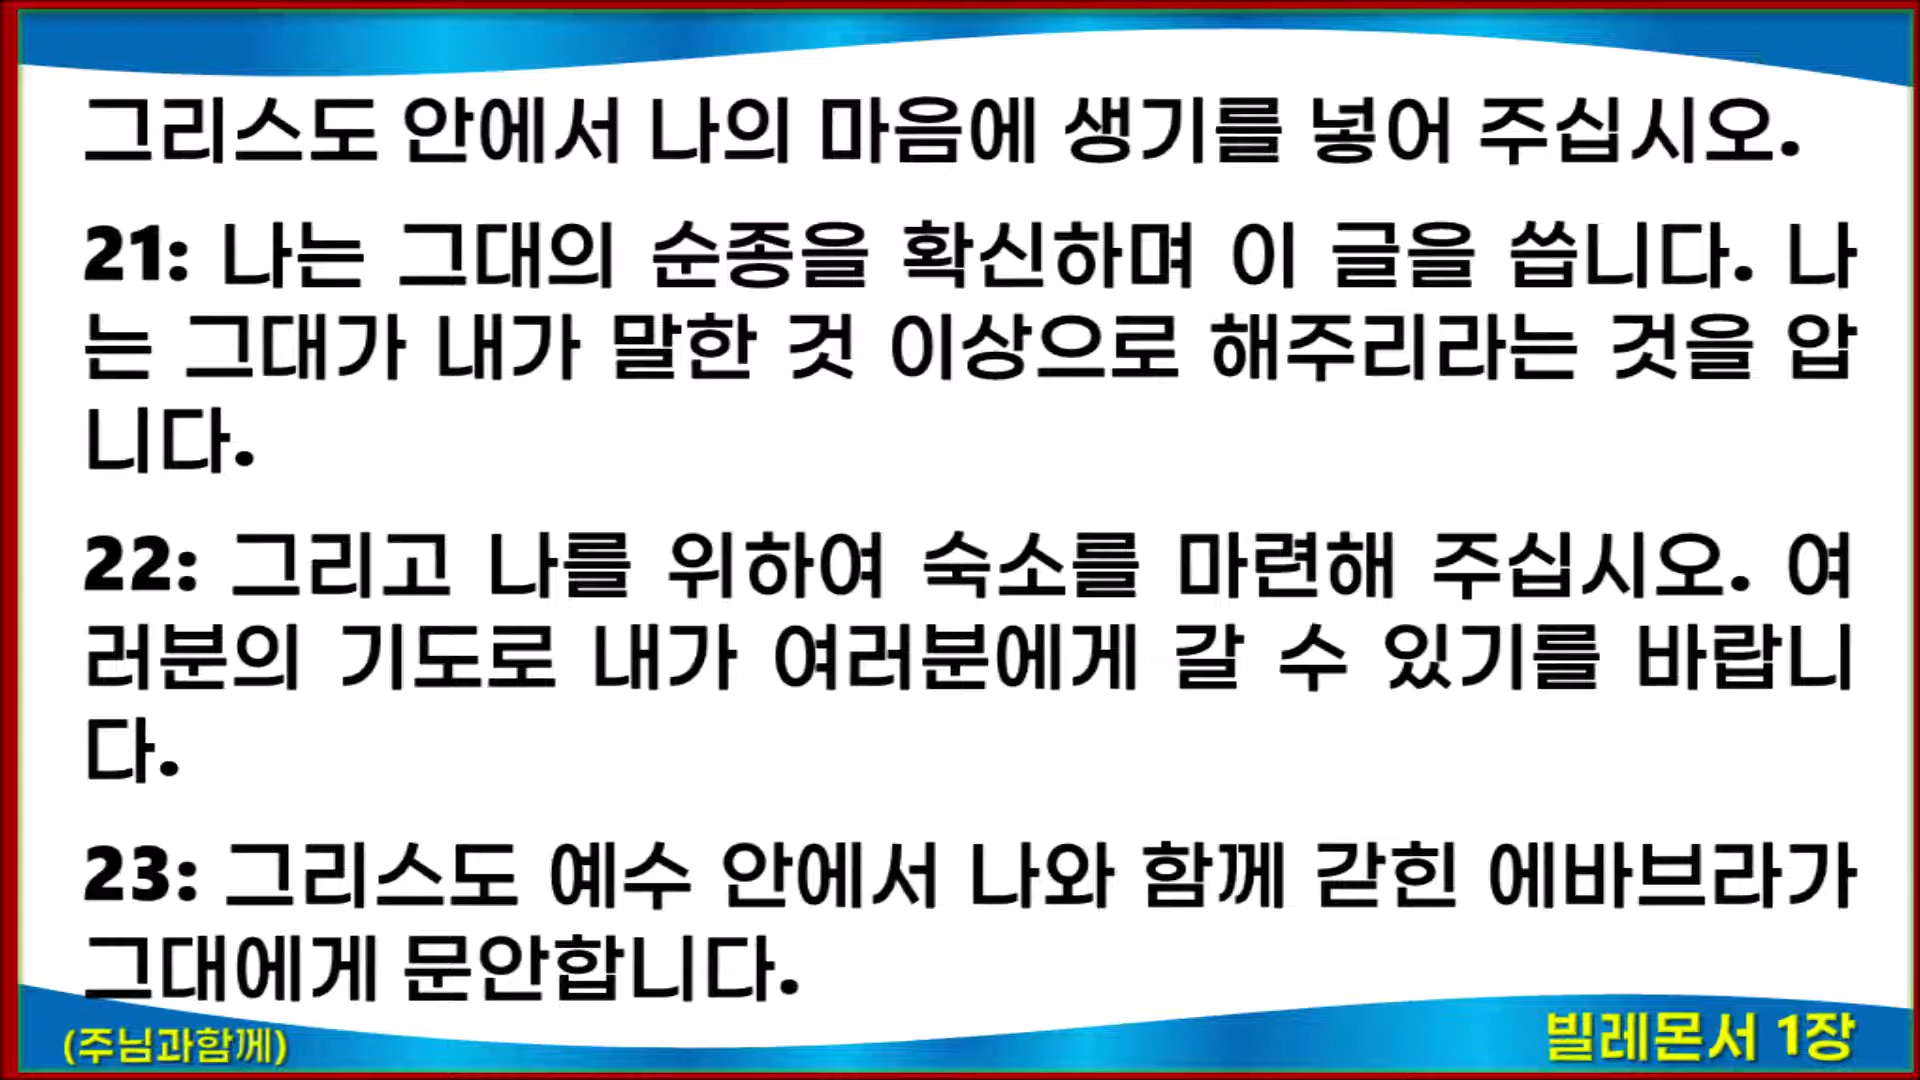 그리스도 안에서 나의 마음에 생기를 넣어 주십시오.
21: 나는 그대의 순종을 확신하며 이 글을 씁니다. 나
는 그대가 내가 말한 것 이상으로 해주리라는 것을 압
니다.
22: 그리고 나를 위하여 숙소를 마련해 주십시오. 여
러분의 기도로 내가 여러분에게 갈 수 있기를 바랍니
다.
23: 그리스도 예수 안에서 나와 함께 갇힌 에바브라가
그대에게 문안합니다.
(주님과함께)
빌레몬서 1장